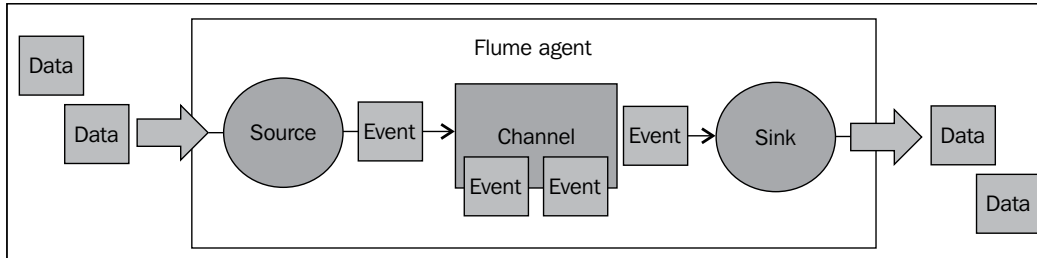 Flume agent
Data
Data
Source
Event
Channel
Event
Event
Event
Sink
Data
Data